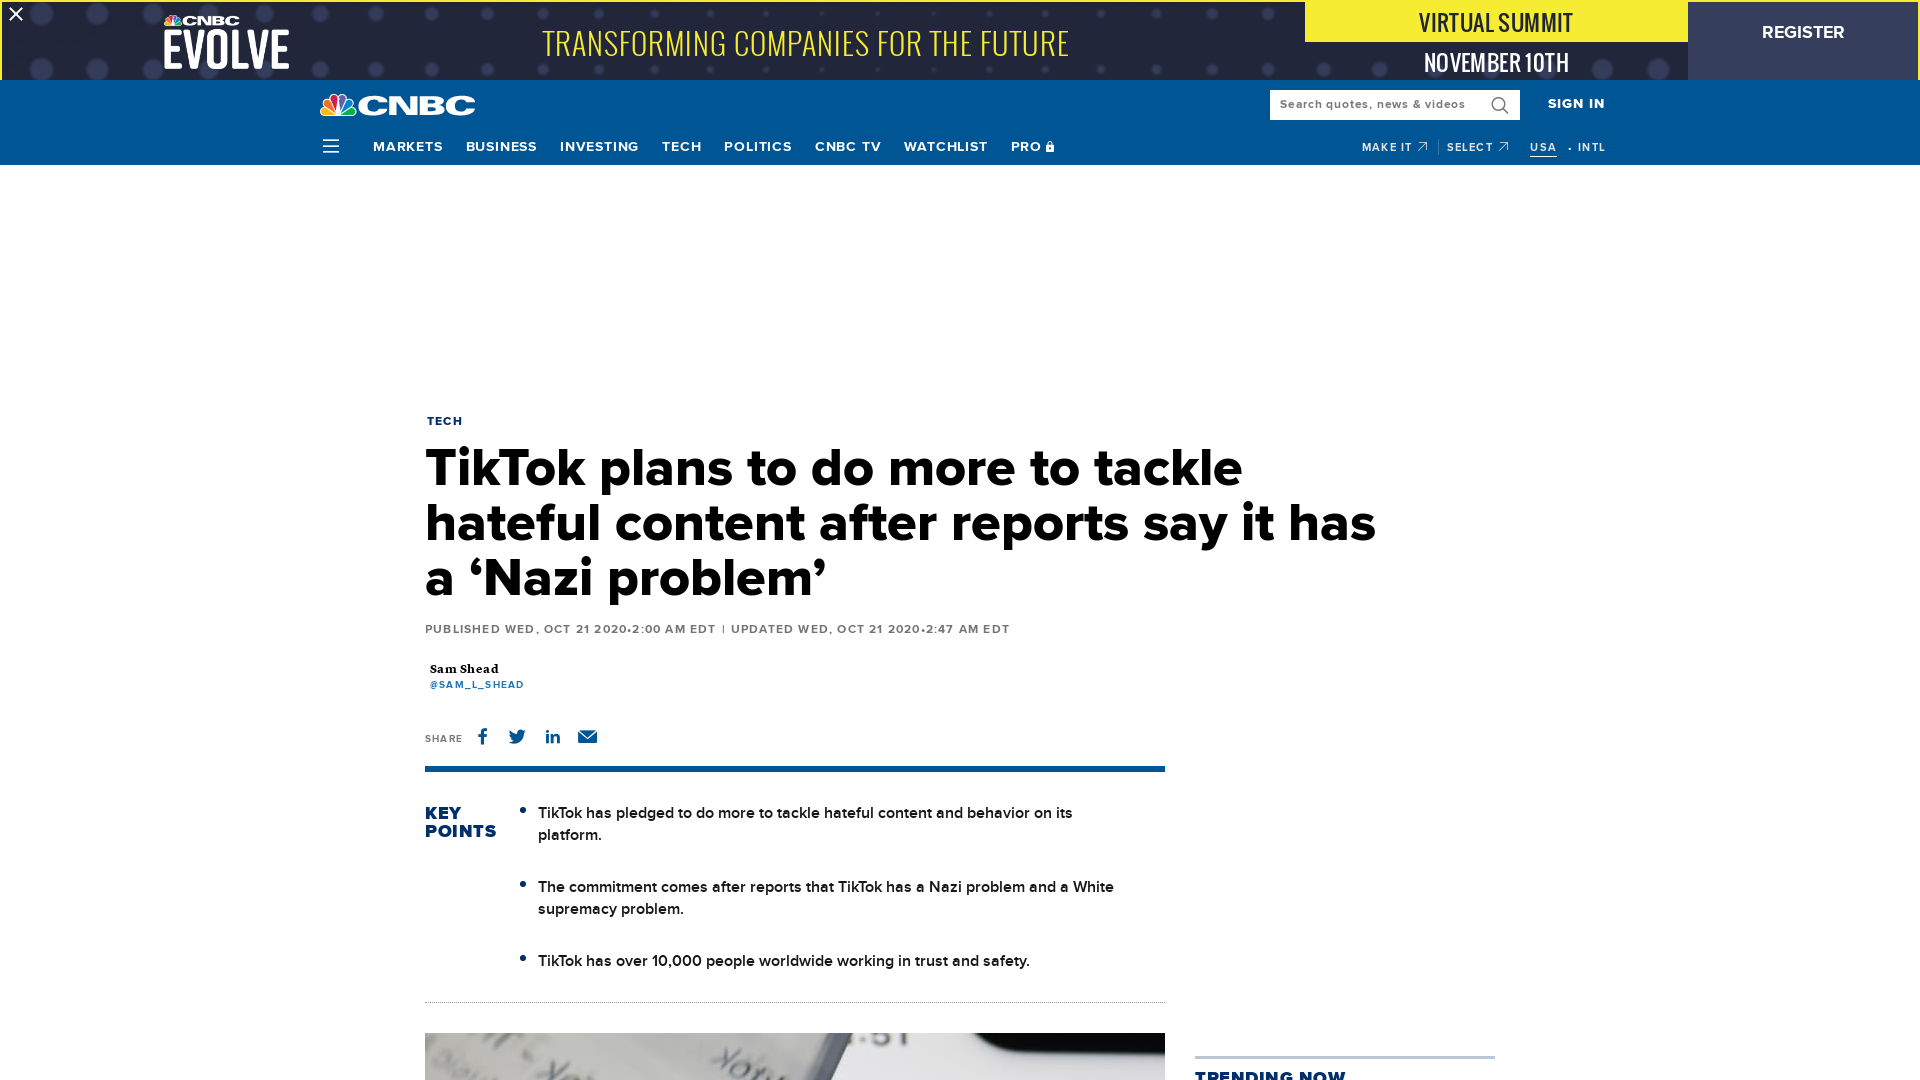 CNBC
EVOLVE
TRANSFORMING COMPANIES FOR THE FUTURE
VIRTUAL SUMMIT
NOVEMBER 10TH
REGISTER
CNBC
Search quotes, news & videos
SIGN IN
MARKETS BUSINESS INVESTING TECH POLITICS CNBC TV WATCHLIST PRO
MAKE IT SELECT USA • INTL
TECH
TikTok plans to do more to tackle
hateful content after reports say it has
a ‘Nazi problem’
PUBLISHED WED, OCT 21 2020•2:00 AM EDT | UPDATED WED, OCT 21 2020•2:47 AM EDT
Sam Shead
@SAM_L_SHEAD
SHARE
KEY
POINTS
• TikTok has pledged to do more to tackle hateful content and behavior on its
platform.
• The commitment comes after reports that TikTok has a Nazi problem and a White
supremacy problem.
• TikTok has over 10,000 people worldwide working in trust and safety.
TRENDING NOW